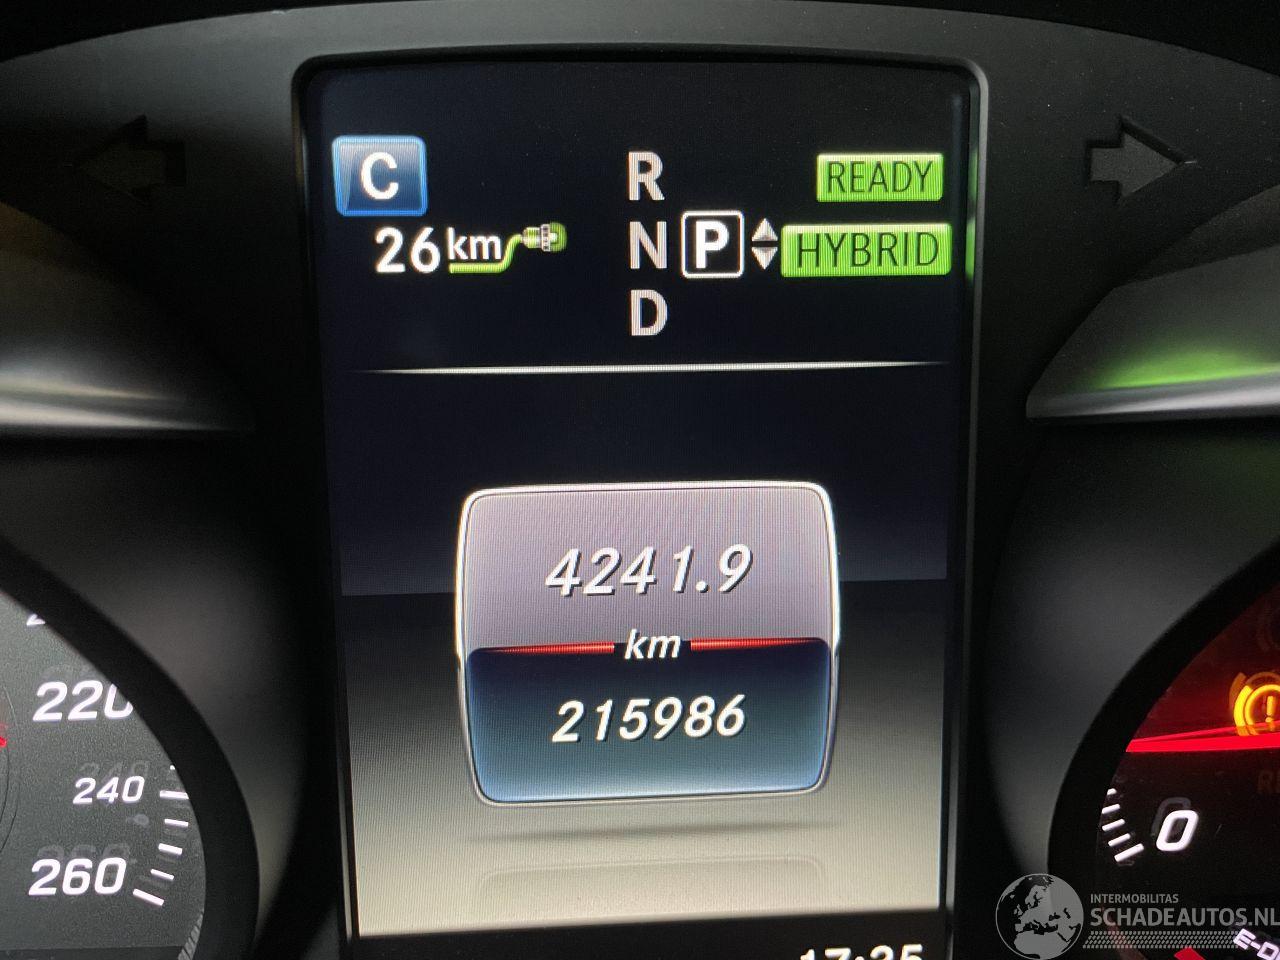 C
R
READY
26 km
N P HYBRID
D
4241.9
km
215986
220
240
260
0
INTERMOBILITAS
SCHADEAUTOS.NL